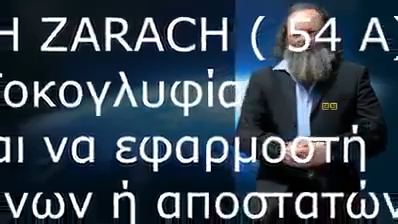 Η ZARACH ( 54 Α)
τοκογλυφία
αι να εφαρμοστή
νων ή αποστατών